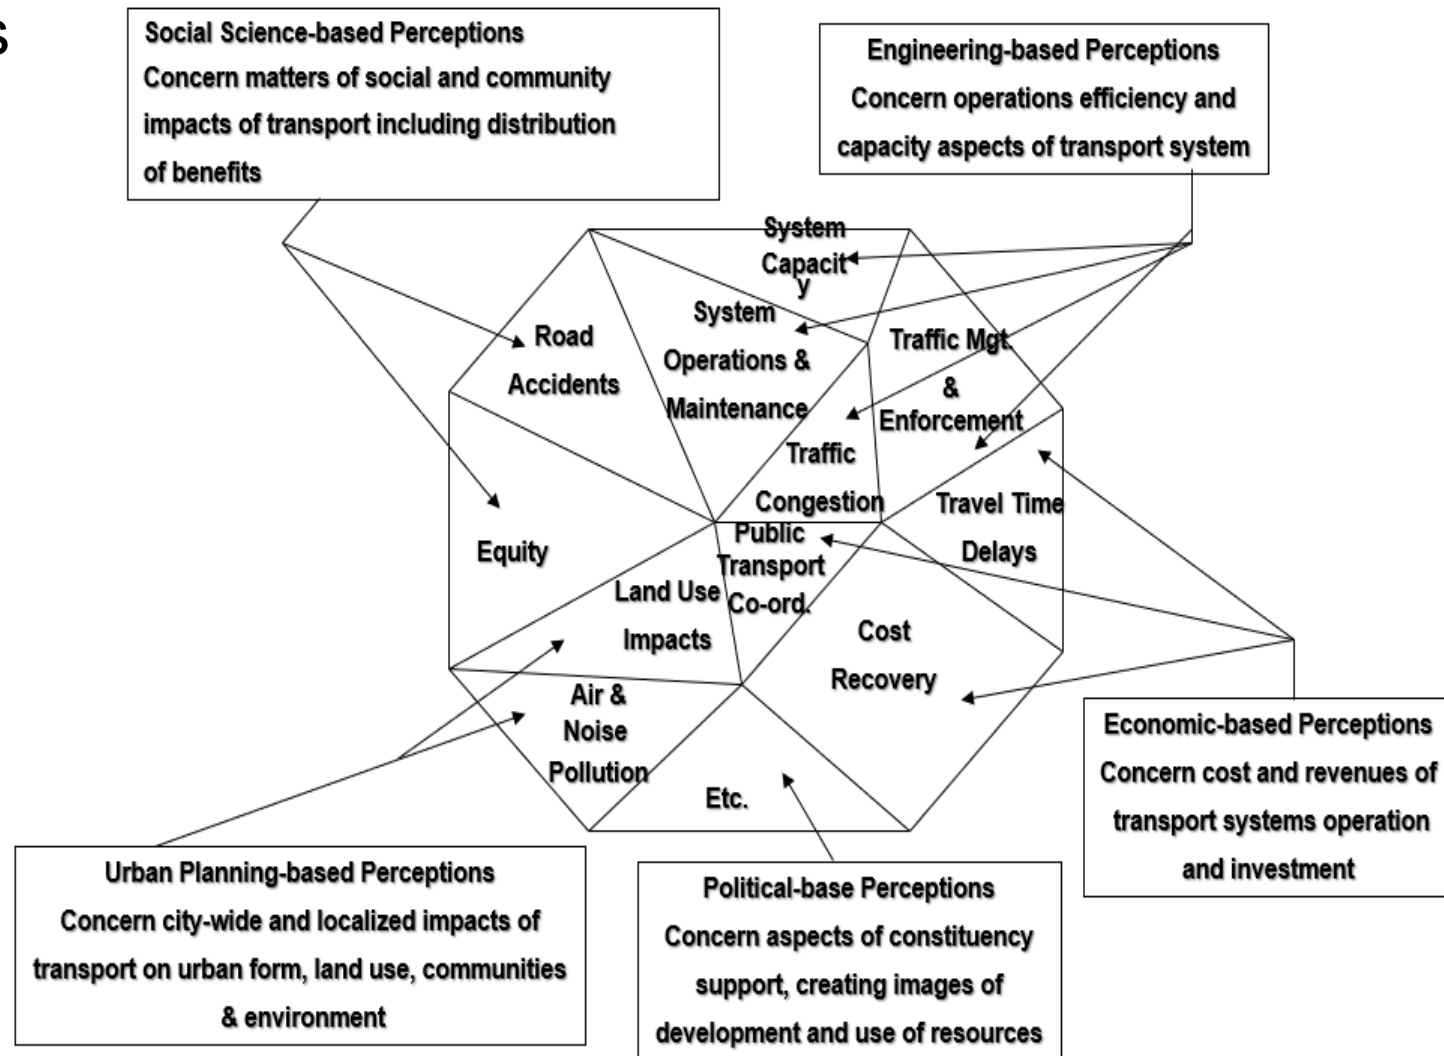 s
Social Science-based Perceptions
Concern matters of social and community
impacts of transport including distribution
of benefits
Engineering-based Perceptions
Concern operations efficiency and
capacity aspects of transport system
System
Capacit
y
System
Operations &
Maintenance
Road
Accidents
Traffic Mgt.
&
Enforcement
Traffic
Congestion
Travel Time
Delays
Equity
Public
Transport
Co-ord.
Land Use
Impacts
Cost
Recovery
Air &
Noise
Pollution
Etc.
Economic-based Perceptions
Concern cost and revenues of
transport systems operation
and investment
Urban Planning-based Perceptions
Concern city-wide and localized impacts of
transport on urban form, land use, communities
& environment
Political-base Perceptions
Concern aspects of constituency
support, creating images of
development and use of resources